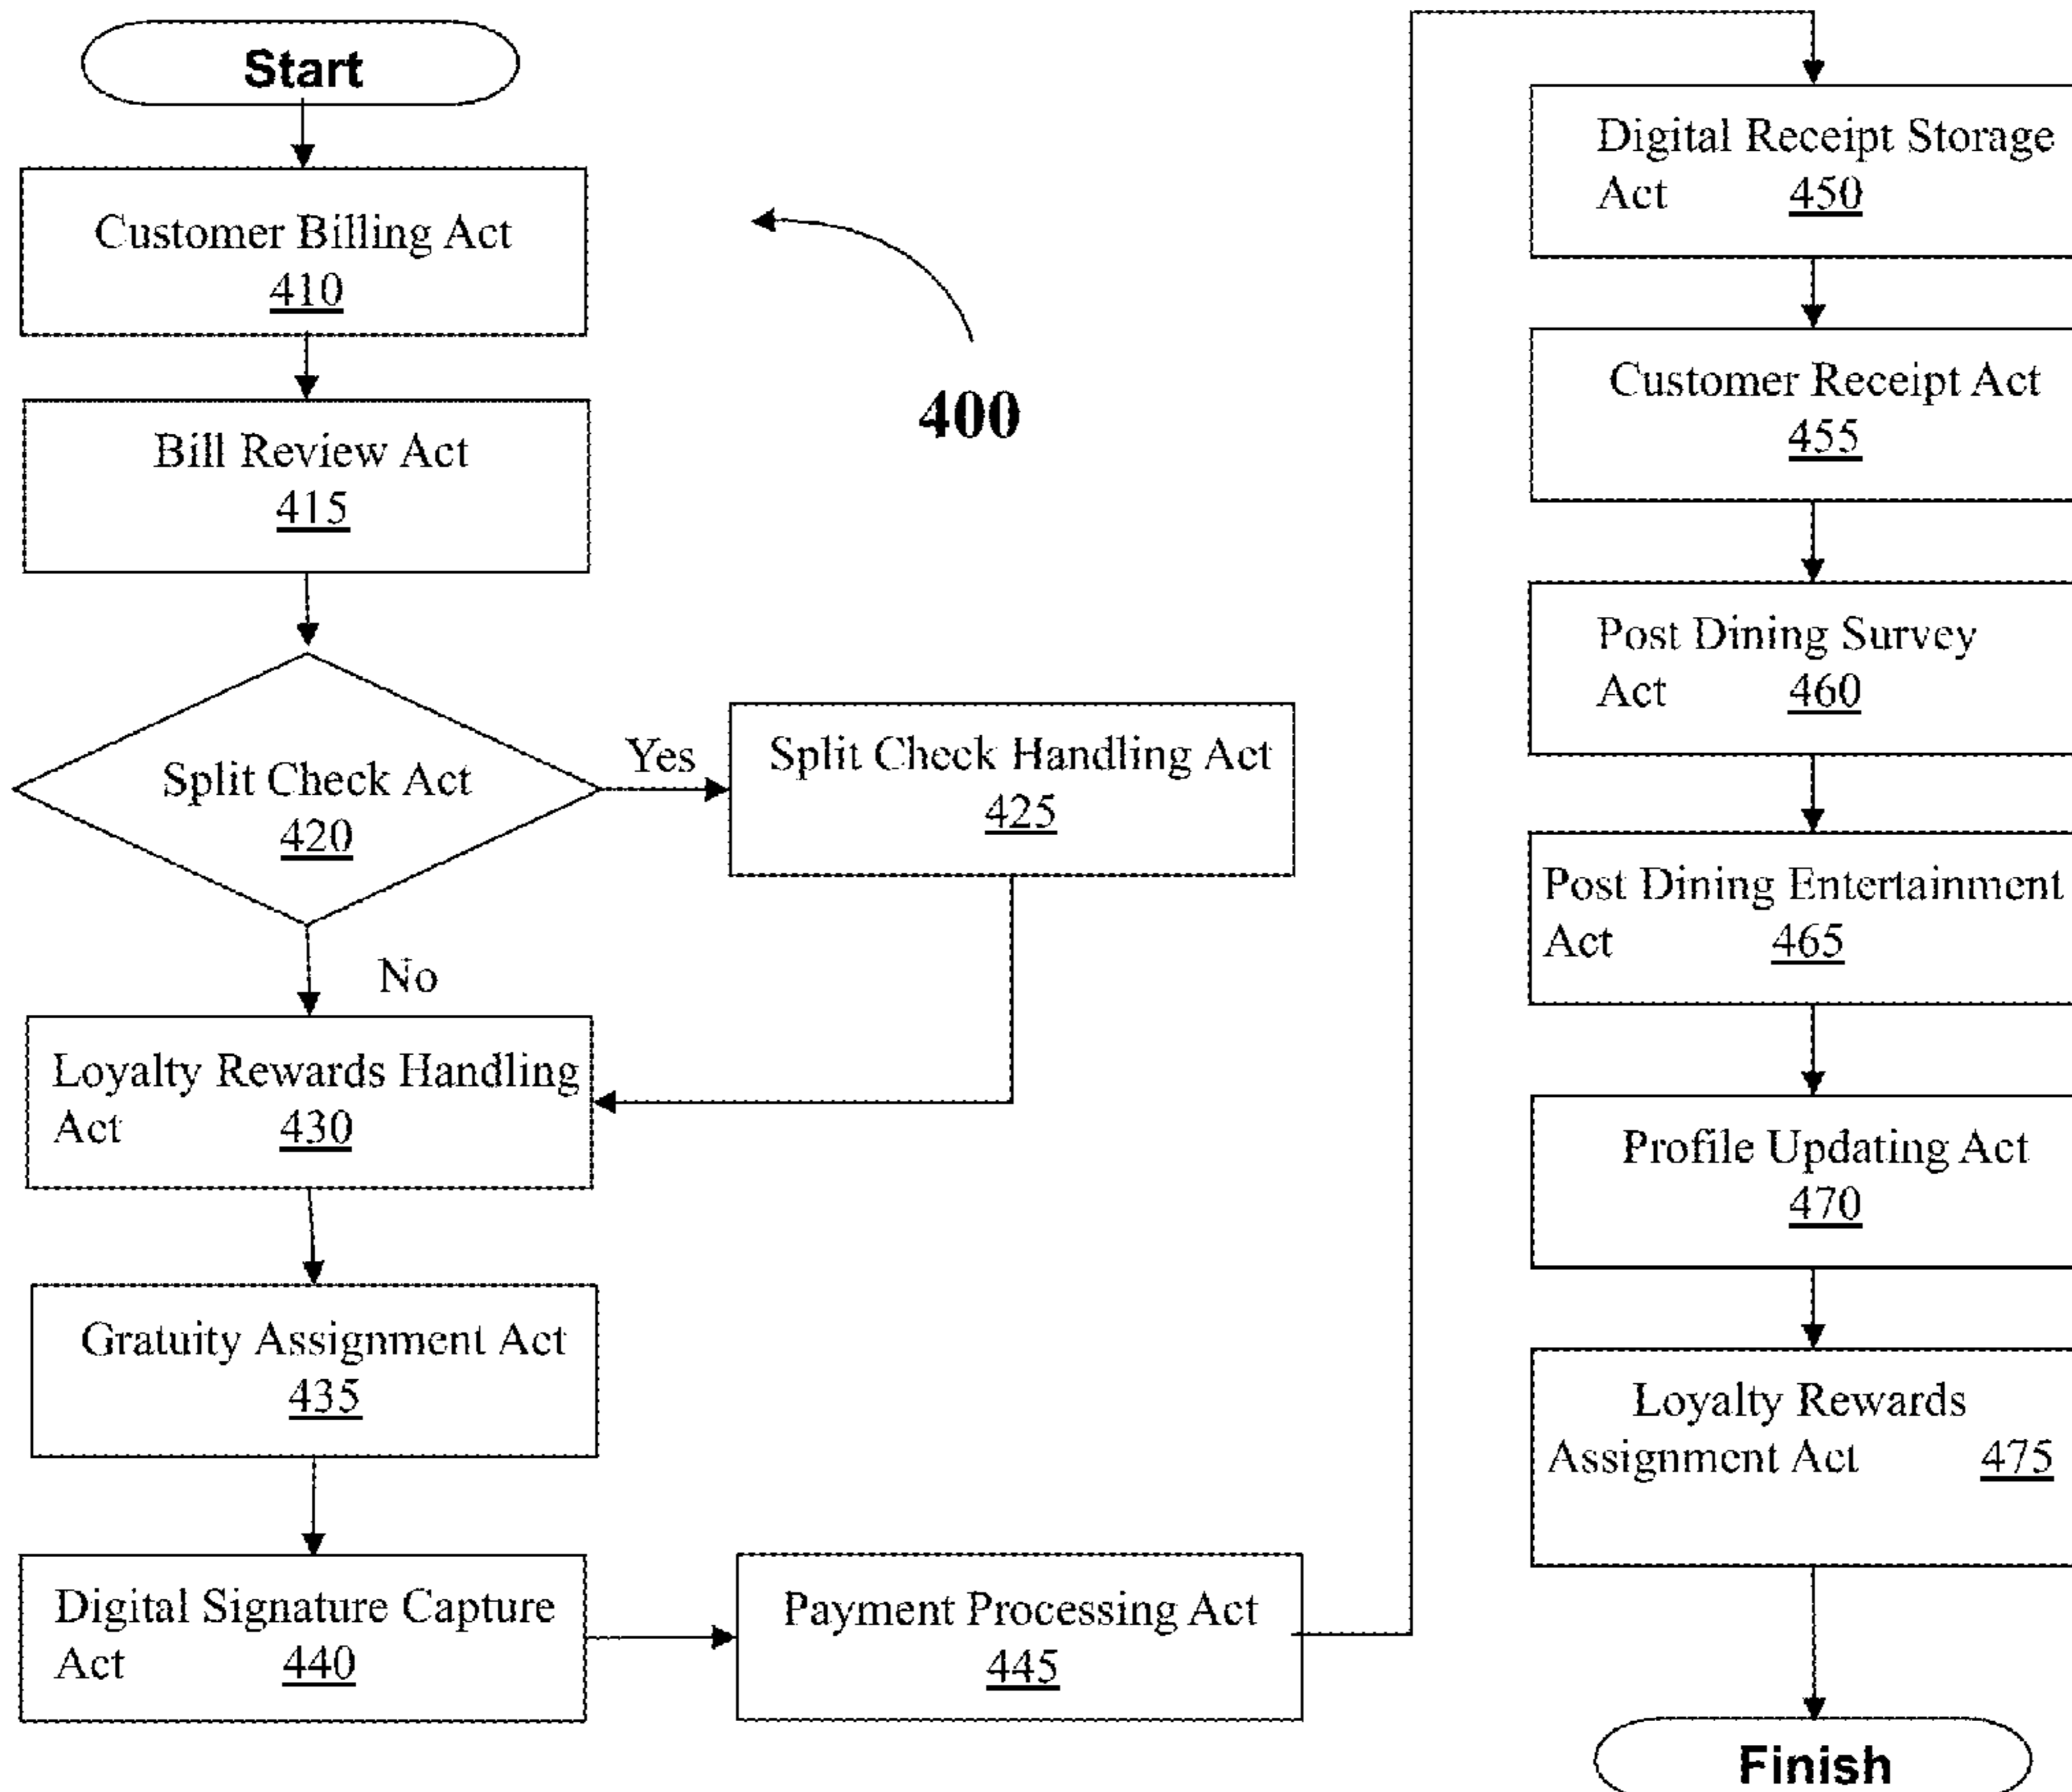 Start
Customer Billing Act
410
400
Bill Review Act
415
Split Check Act
420
Yes
Split Check Handling Act
425
No
Loyalty Rewards Handling
Act 430
Gratuity Assignment Act
435
Digital Signature Capture
Act 440
Payment Processing Act
445
Digital Receipt Storage
Act 450
Customer Receipt Act
455
Post Dining Survey
Act 460
Post Dining Entertainment
Act 465
Profile Updating Act
470
Loyalty Rewards
Assignment Act 475
Finish